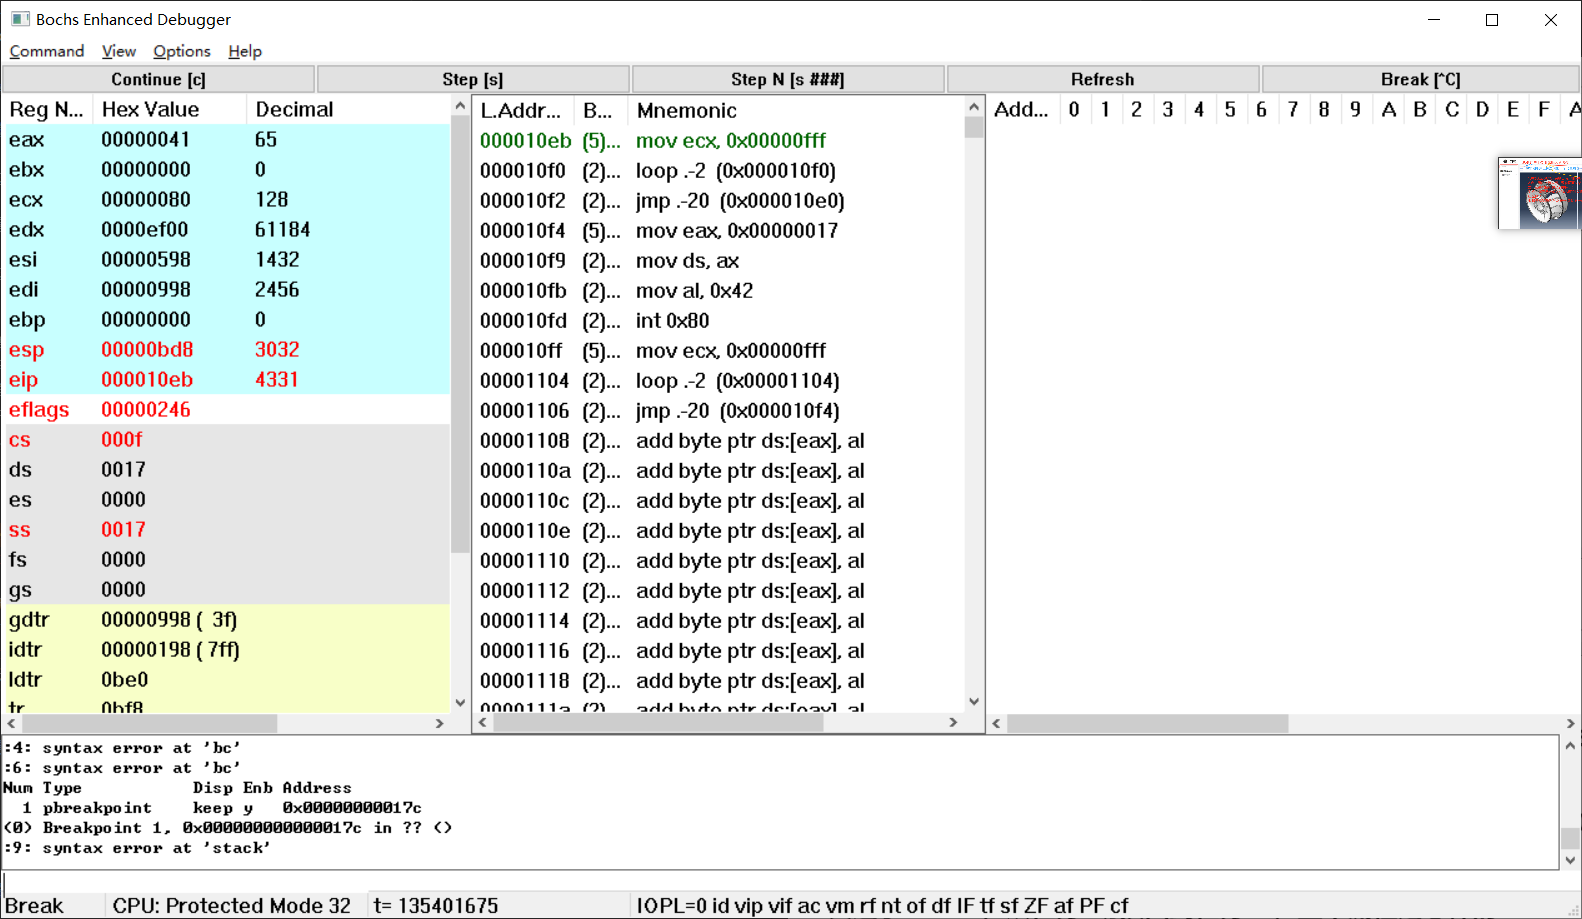 Bochs Enhanced Debugger
Command View Options Help
Continue [c] Step [s] Step N [s ###] Refresh Break [^C]
Reg N... Hex Value Decimal
eax 00000041 65
ebx 00000000 0
ecx 00000080 128
edx 0000ef00 61184
esi 00000598 1432
edi 00000998 2456
ebp 00000000 0
esp 00000bd8 3032
eip 000010eb 4331
eflags 00000246
cs 000f
ds 0017
es 0000
ss 0017
fs 0000
gs 0000
gdtr 00000998 ( 3f)
idtr 00000198 ( 7ff)
ldtr 0be0
tr 0bf8
L.Addr... B... Mnemonic
000010eb (5)... mov ecx, 0x00000fff
000010f0 (2)... loop .-2 (0x000010f0)
000010f2 (2)... jmp .-20 (0x000010e0)
000010f4 (5)... mov eax, 0x00000017
000010f9 (2)... mov ds, ax
000010fb (2)... mov al, 0x42
000010fd (2)... int 0x80
000010ff (5)... mov ecx, 0x00000fff
00001104 (2)... loop .-2 (0x00001104)
00001106 (2)... jmp .-20 (0x000010f4)
00001108 (2)... add byte ptr ds:[eax], al
0000110a (2)... add byte ptr ds:[eax], al
0000110c (2)... add byte ptr ds:[eax], al
0000110e (2)... add byte ptr ds:[eax], al
00001110 (2)... add byte ptr ds:[eax], al
00001112 (2)... add byte ptr ds:[eax], al
00001114 (2)... add byte ptr ds:[eax], al
00001116 (2)... add byte ptr ds:[eax], al
00001118 (2)... add byte ptr ds:[eax], al
0000111a (2)... add byte ptr ds:[eax], al
Add... 0 1 2 3 4 5 6 7 8 9 A B C D E F A
:4: syntax error at 'bc'
:6: syntax error at 'bc'
Num Type Disp Enb Address
1 pbreakpoint keep y 0x00000000017c
(0) Breakpoint 1, 0x000000000000017c in ?? ()
:9: syntax error at 'stack'
Break CPU: Protected Mode 32 t= 135401675 IOPL=0 id vip vif ac vm rf nt of df IF tf sf ZF af PF cf